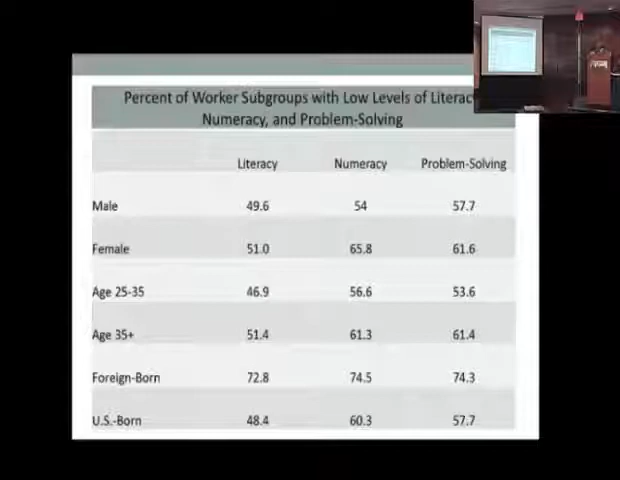 Percent of Worker Subgroups with Low Levels of Literac
Numeracy, and Problem-Solving
Literacy Numeracy Problem-Solving
Male 49.6 54 57.7
Female 51.0 65.8 61.6
Age 25-35 46.9 56.6 53.6
Age 35+ 51.4 61.3 61.4
Foreign-Born 72.8 74.5 74.3
U.S.-Born 48.4 60.3 57.7